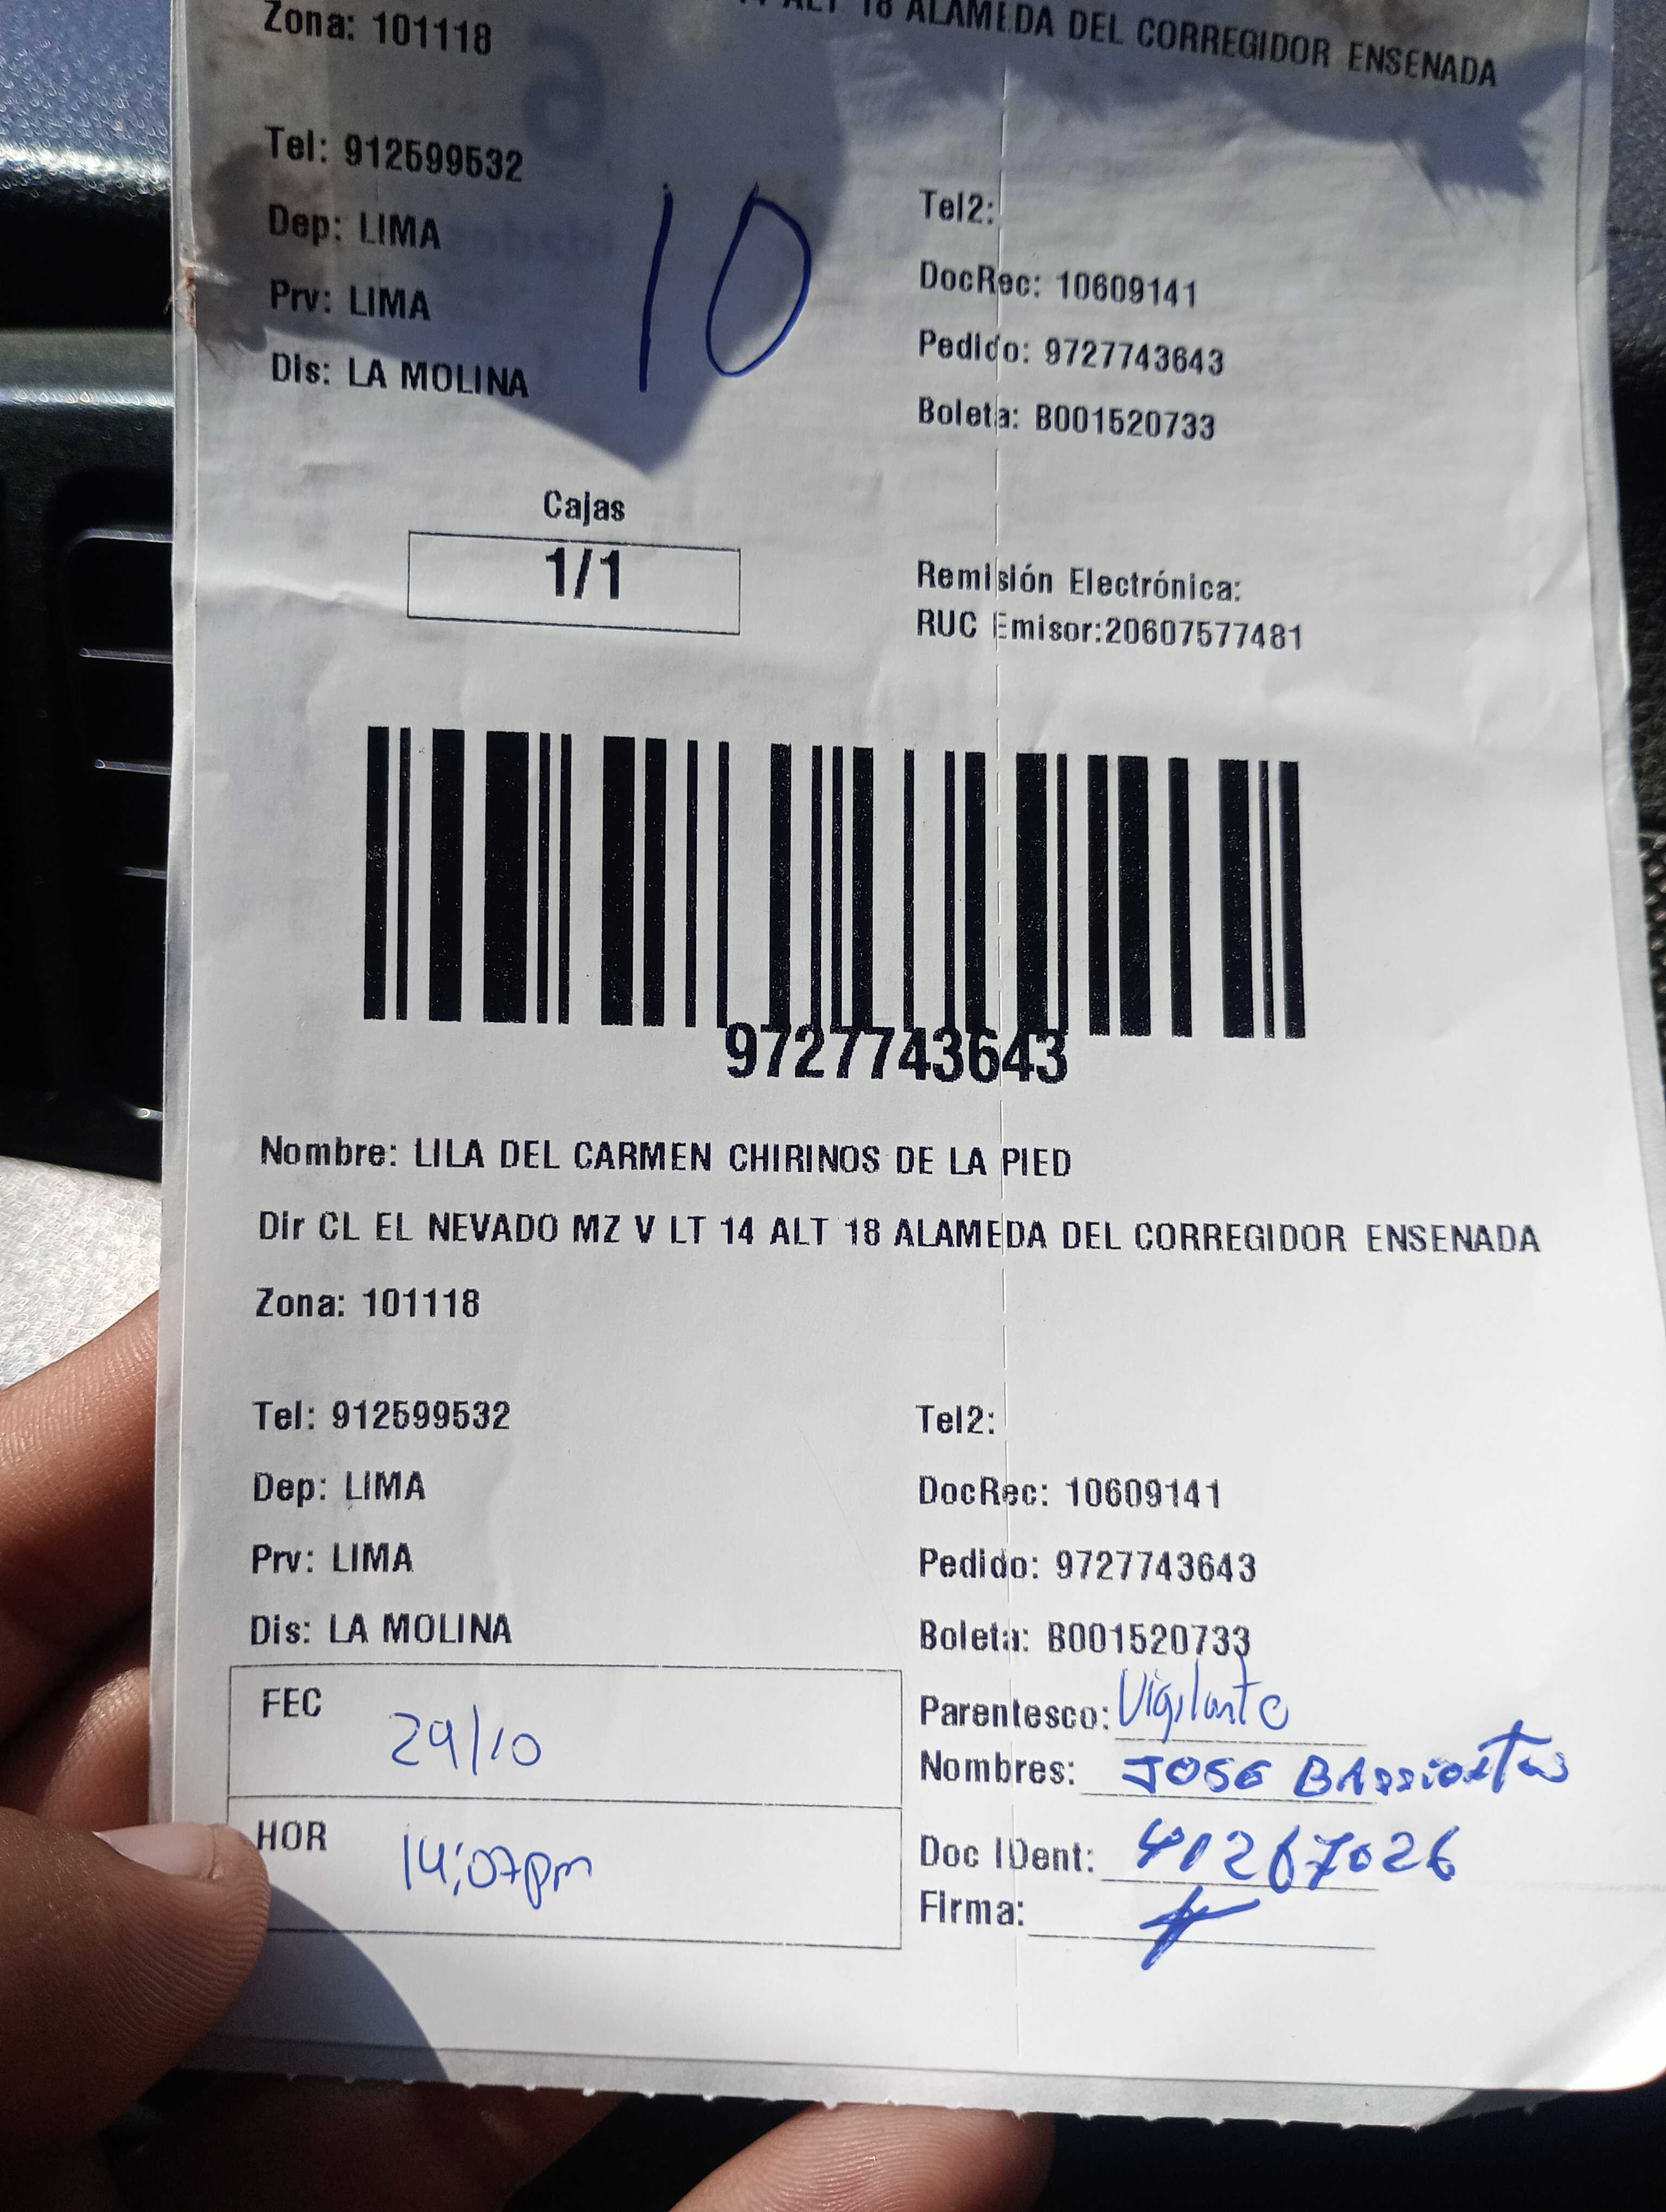 ALT 18 ALAMEDA DEL CORREGIDOR ENSENADA
Zona: 101118
Tel: 912599532
Tel2:
Dep: LIMA
DocRec: 10609141
Prv: LIMA
Pedido: 9727743643
Dis: LA MOLINA
Boleta: B001520733
10
Cajas
1/1
Remisión Electrónica:
RUC Emisor:20607577481
9727743643
Nombre: LILA DEL CARMEN CHIRINOS DE LA PIED
Dir CL EL NEVADO MZ V LT 14 ALT 18 ALAMEDA DEL CORREGIDOR ENSENADA
Zona: 101118
Tel: 912599532
Tel2:
Dep: LIMA
DocRec: 10609141
Prv: LIMA
Pedido: 9727743643
Dis: LA MOLINA
Boleta: B001520733
FEC 29/10
Parentesco: Vigilante
Nombres: JOSE
HOR 14:07pm
Doc IDent: 41267026
Firma: